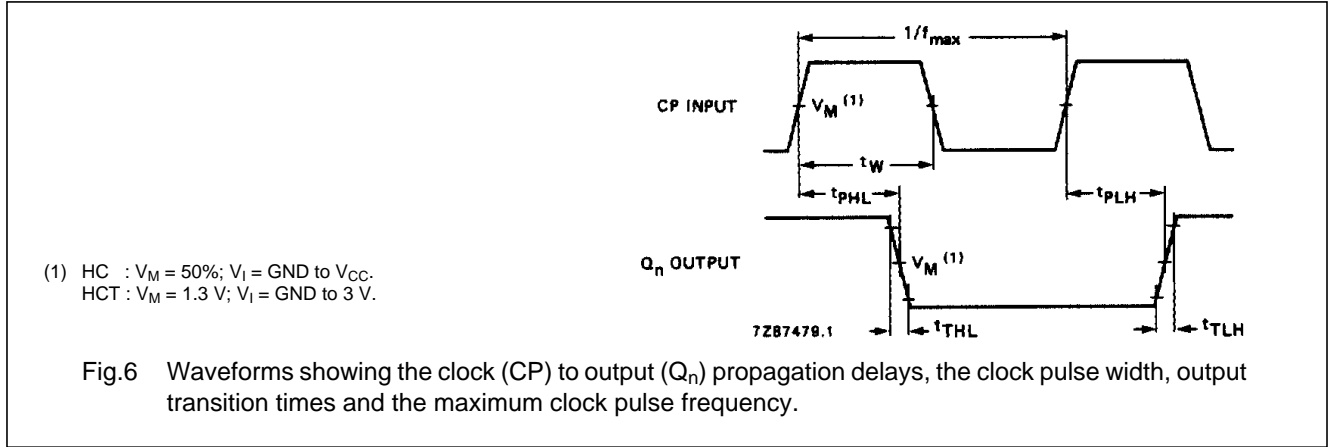 1/fmax
CP INPUT
VM (1)
tW
tPHL
tPLH
Qn OUTPUT
VM (1)
(1) HC : VM = 50%; VI = GND to VCC.
HCT : VM = 1.3 V; VI = GND to 3 V.
7Z87479.1
tTHL
tTLH
Fig.6 Waveforms showing the clock (CP) to output (Qn) propagation delays, the clock pulse width, output
transition times and the maximum clock pulse frequency.